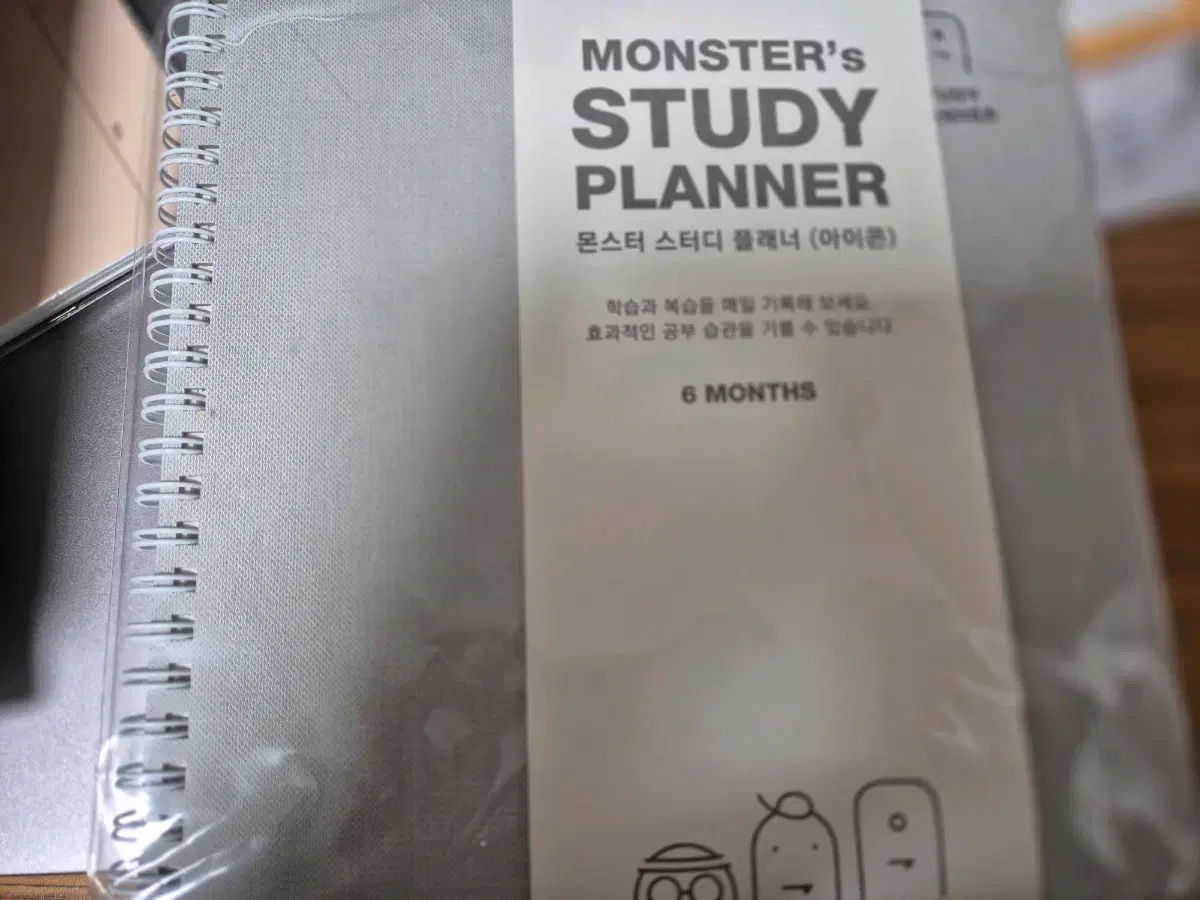 MONSTER's
STUDY
PLANNER
몬스터 스터디 플래너 (아이콘)
학습과 복습을 매일 기록해 보세요
효과적인 공부 습관을 기를 수 있습니다
6 MONTHS